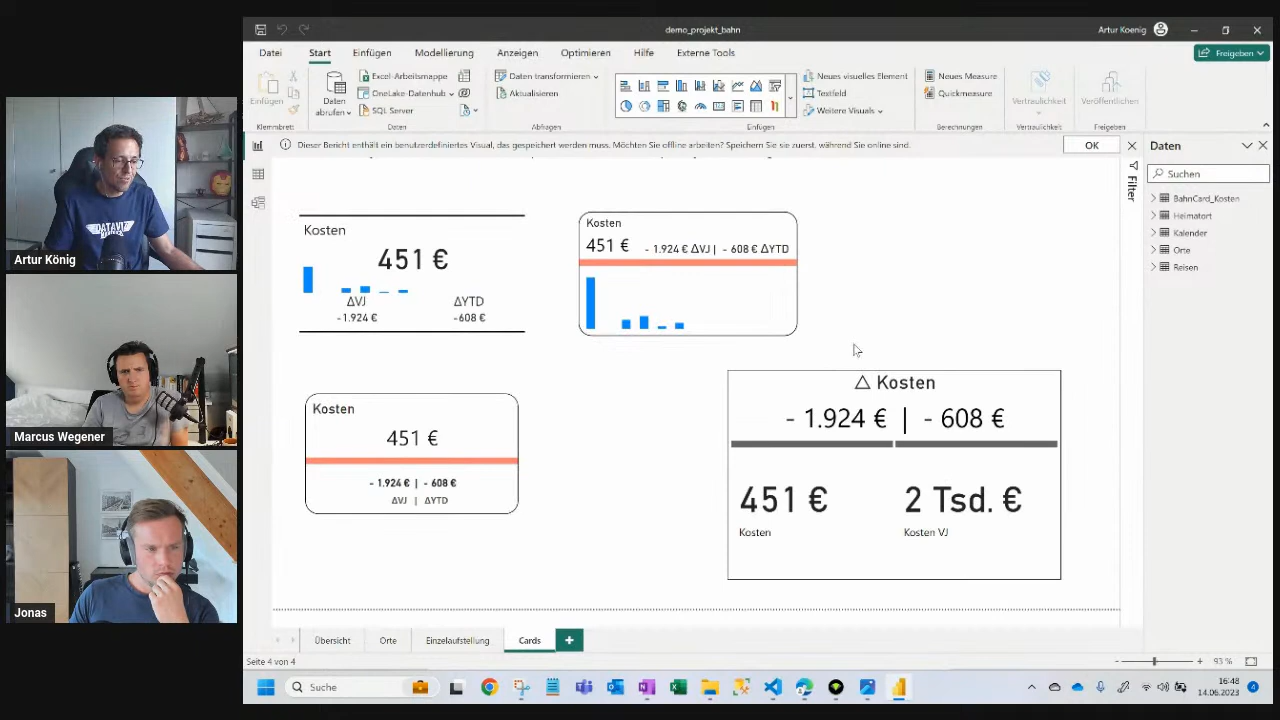 demo_projekt_bahn
Artur Koenig
Datei Start Einfügen Modellierung Anzeigen Optimieren Hilfe Externe Tools
Freigeben
Einfügen
Daten abrufen
Excel-Arbeitsmappe
OneLake-Datenhub
SQL Server
Daten transformieren
Aktualisieren
Neues visuelles Element
Textfeld
Weitere Visuals
Neues Measure
Quickmeasure
Vertraulichkeit
Veröffentlichen
Klemmbrett
Daten
Abfragen
Einfügen
Berechnungen
Vertraulichkeit
Freigeben
Dieser Bericht enthält ein benutzerdefiniertes Visual, das gespeichert werden muss. Möchten Sie offline arbeiten? Speichern Sie sie zuerst, während Sie online sind.
OK
Daten
Suchen
BahnCard_Kosten
Heimatort
Kalender
Orte
Reisen
Filter
Kosten
451 €
ΔVJ ΔYTD
-1.924 € -608 €
Kosten
451 € - 1.924 € ΔVJ | - 608 € ΔYTD
Kosten
451 €
- 1.924 € | - 608 €
ΔVJ | ΔYTD
△ Kosten
- 1.924 € | - 608 €
451 € 2 Tsd. €
Kosten Kosten VJ
DATAVIZ
Artur König
Marcus Wegener
Jonas
Übersicht Orte Einzelaufstellung Cards
Seite 4 von 4
93 %
Suche
16:48
14.06.2023
4